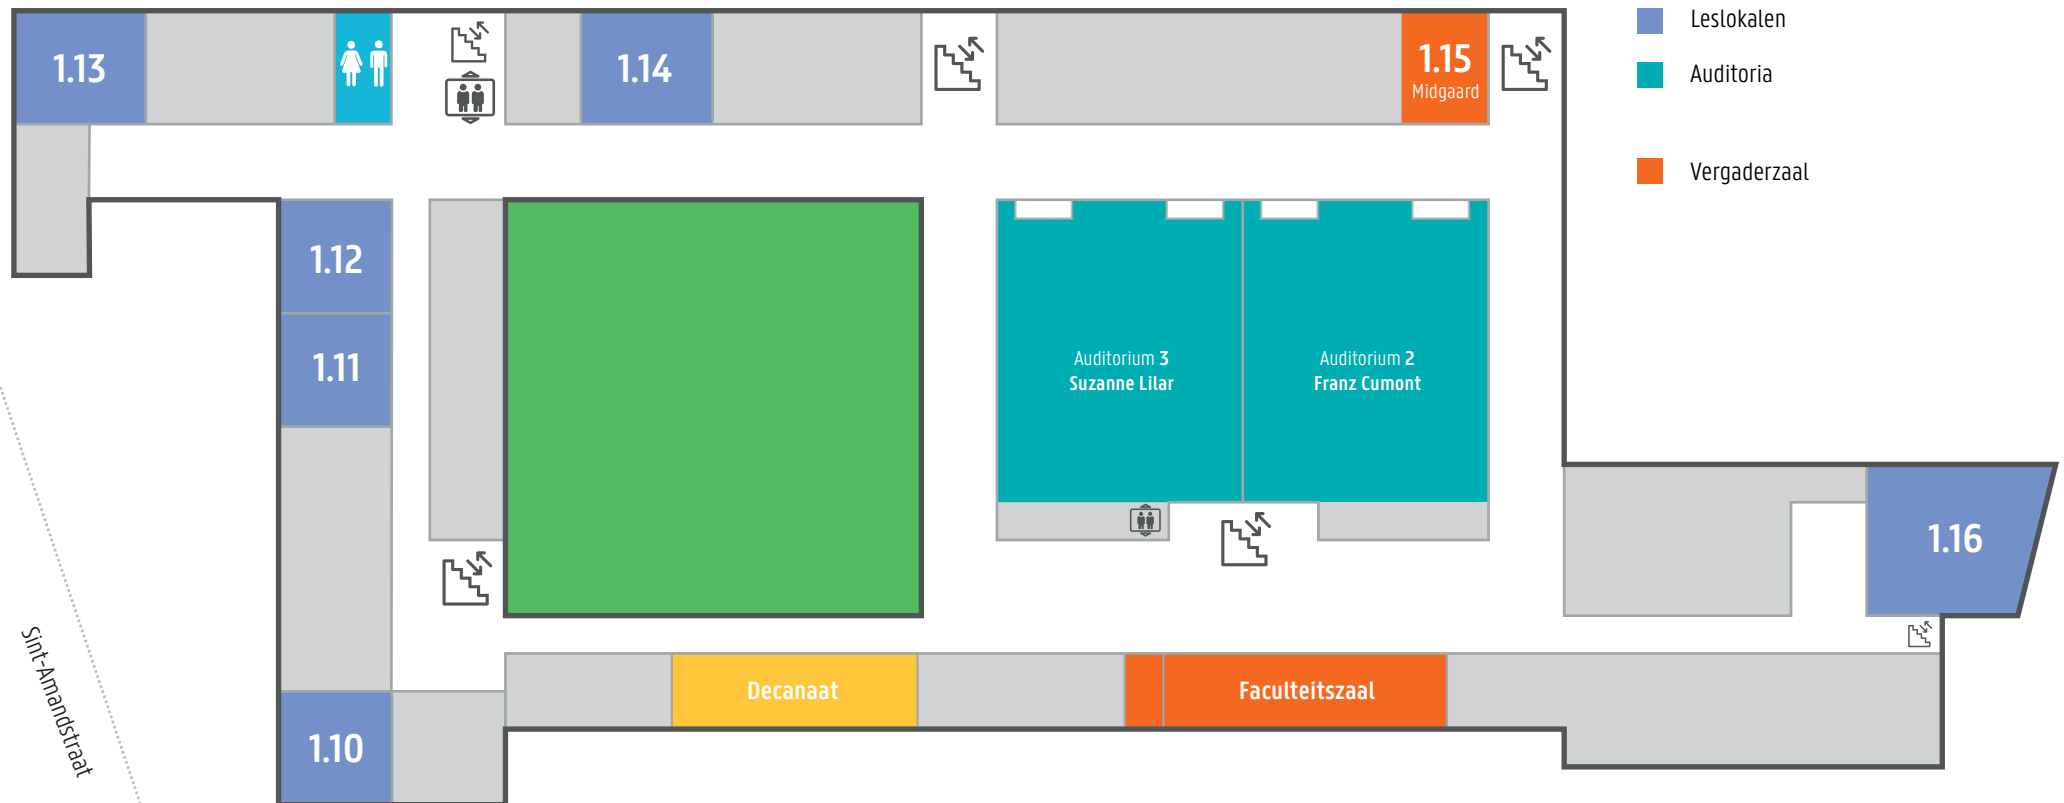 Leslokalen
Auditoria
Vergaderzaal
1.13
1.14
1.15
Midgaard
1.12
1.11
Auditorium 3
Suzanne Lilar
Auditorium 2
Franz Cumont
1.16
Sint-Amandstraat
Decanaat
Faculteitszaal
1.10